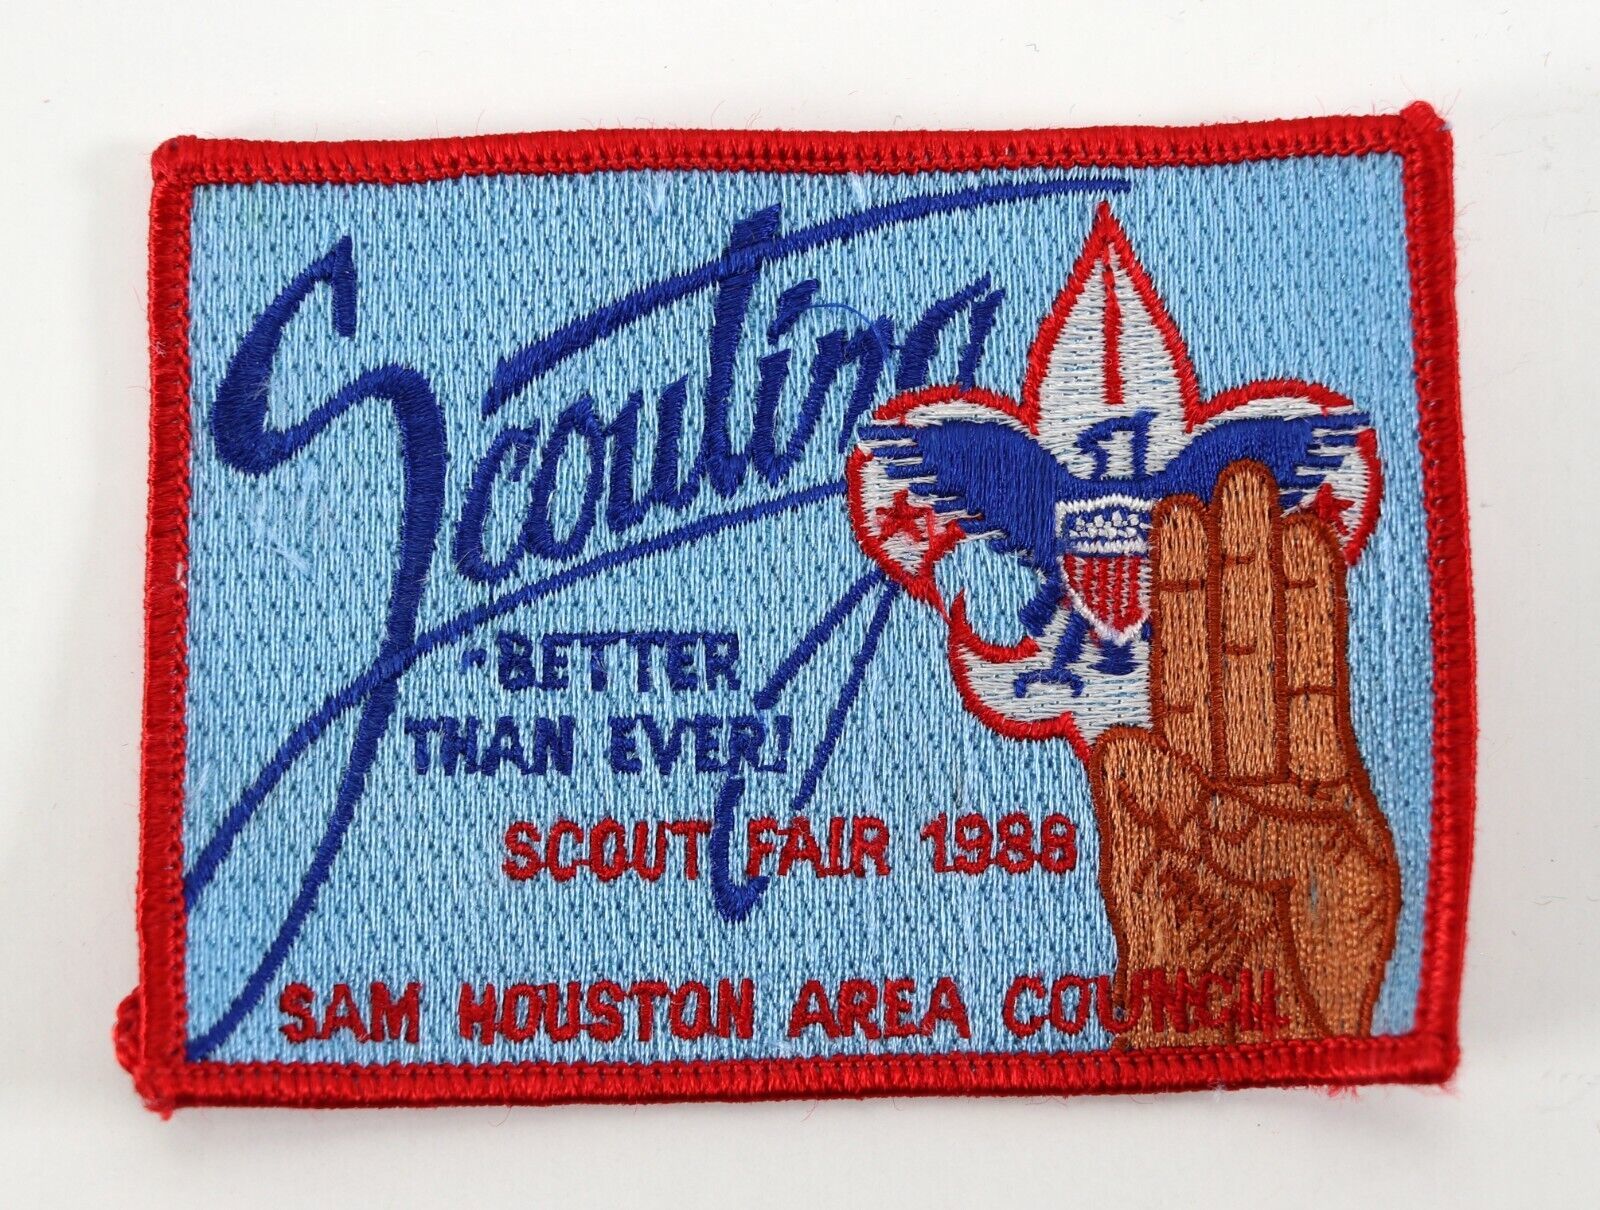 Scouting
BETTER
THAN EVER!
SCOUT FAIR 1988
SAM HOUSTON AREA COUNCIL